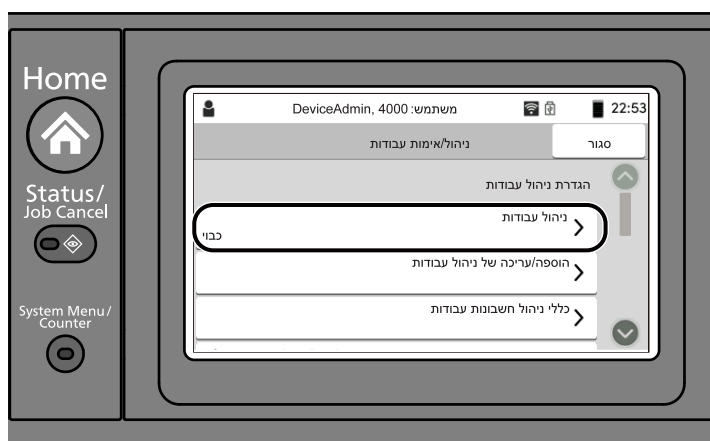 Home
Status/
Job Cancel
System Menu/
Counter
משתמש: DeviceAdmin, 4000
22:53
ניהול/אימות עבודות
סגור
הגדרת ניהול עבודות
ניהול עבודות
כבוי
הוספה/עריכה של ניהול עבודות
כללי ניהול חשבונות עבודות